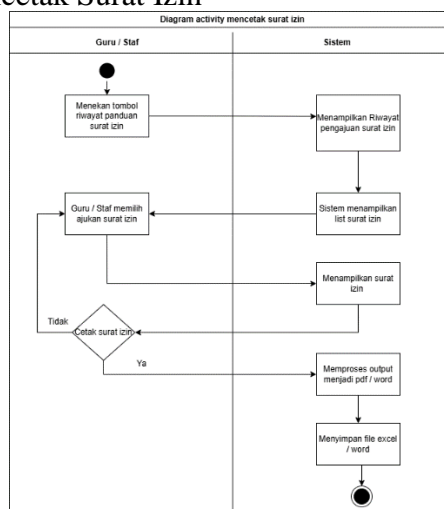 cetak Surat Izin
Diagram activity mencetak surat izin
Guru / Staf
Sistem
Menekan tombol
riwayat panduan
surat izin
Menampilkan Riwayat
pengajuan surat izin
Guru / Staf memilih
ajukan surat izin
Sistem menampilkan
list surat izin
Menampilkan surat
izin
Tidak
Cetak surat izin
Ya
Memproses output
menjadi pdf / word
Menyimpan file excel
/ word